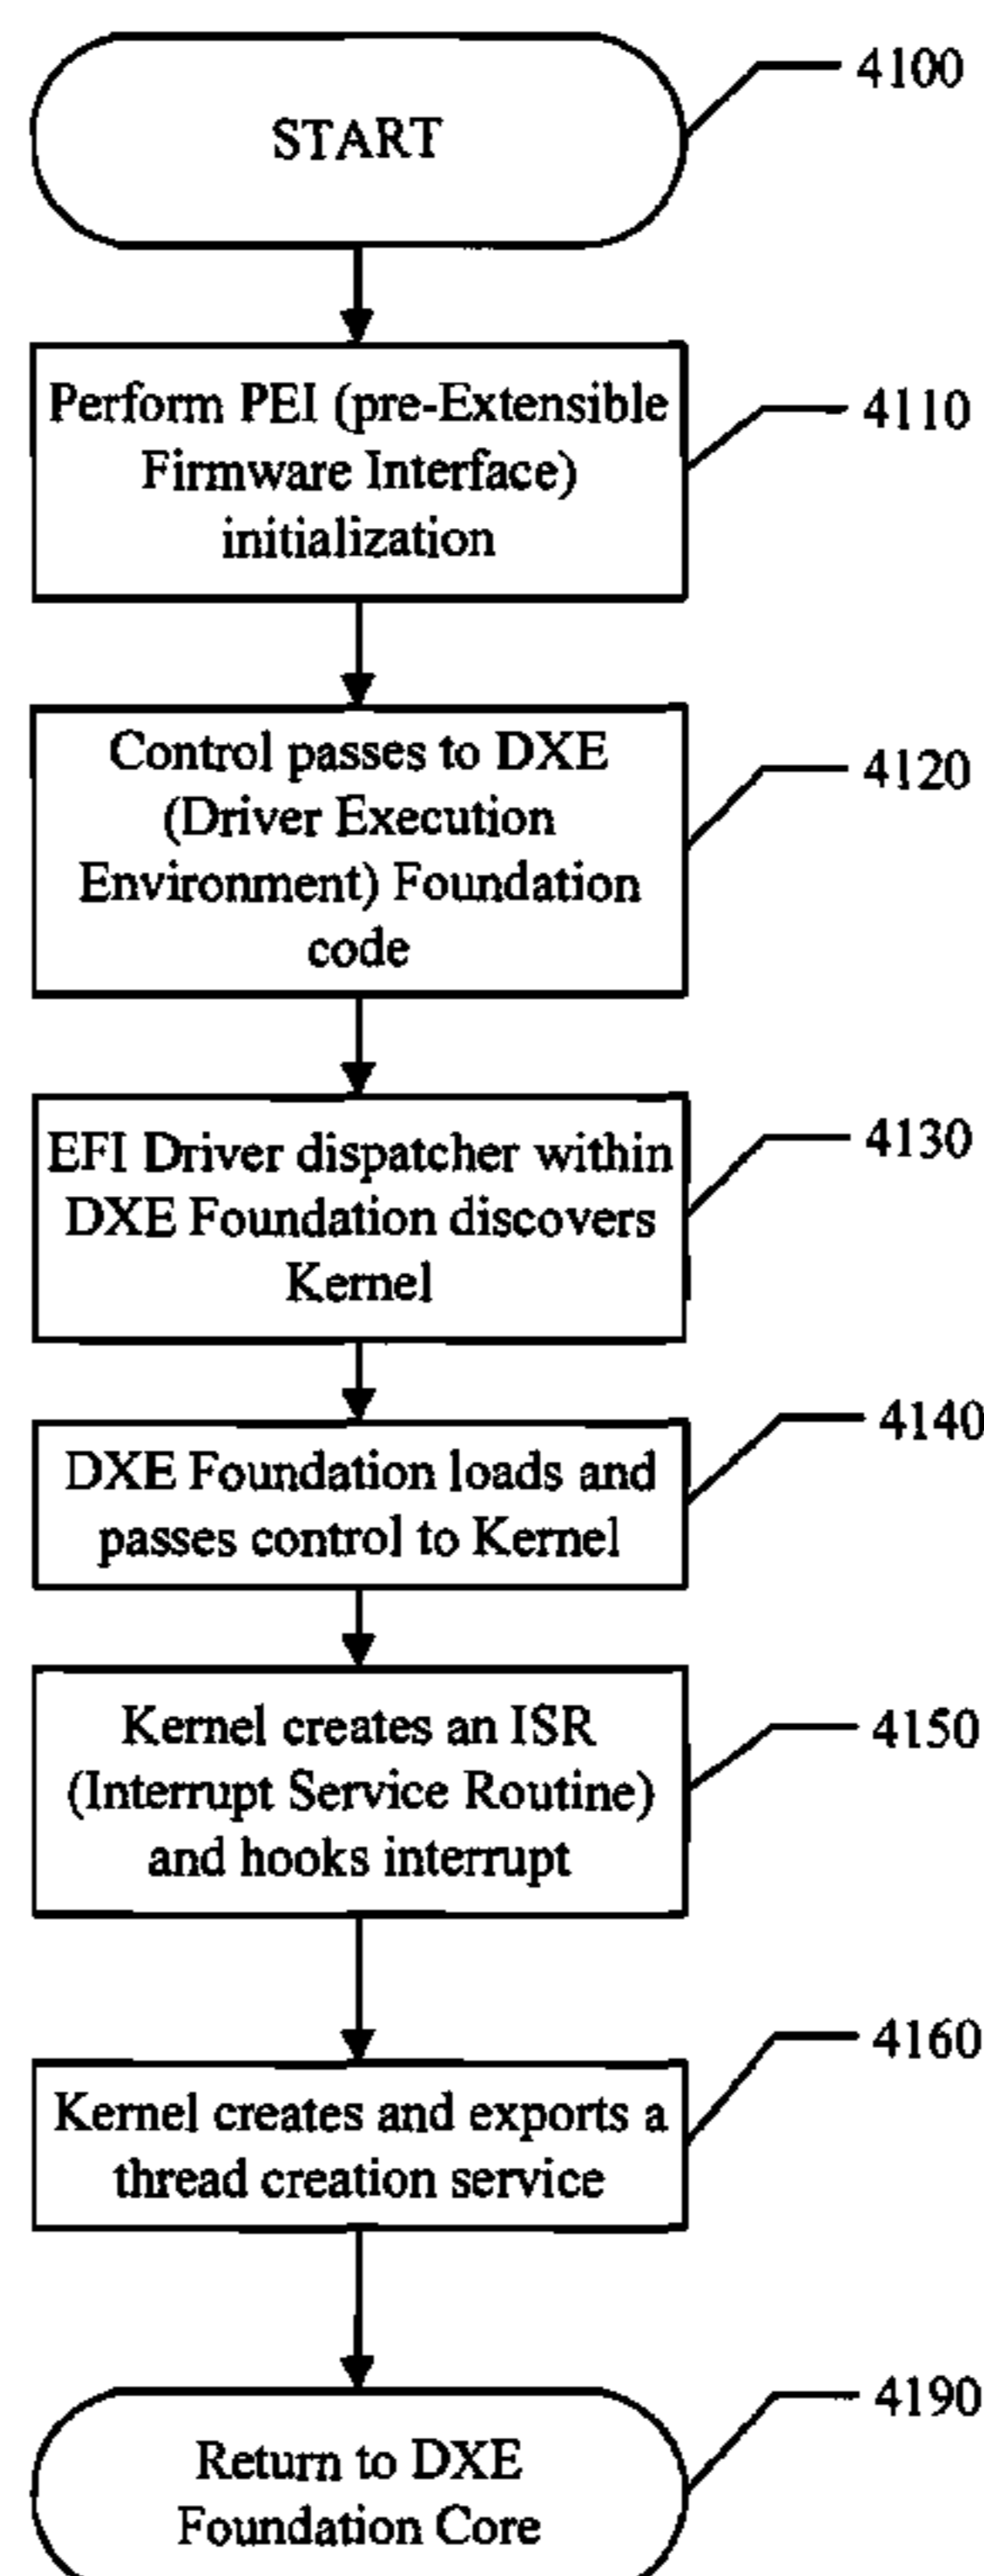 START
4100
Perform PEI (pre-Extensible
Firmware Interface)
initialization
4110
Control passes to DXE
(Driver Execution
Environment) Foundation
code
4120
EFI Driver dispatcher within
DXE Foundation discovers
Kernel
4130
DXE Foundation loads and
passes control to Kernel
4140
Kernel creates an ISR
(Interrupt Service Routine)
and hooks interrupt
4150
Kernel creates and exports a
thread creation service
4160
Return to DXE
Foundation Core
4190